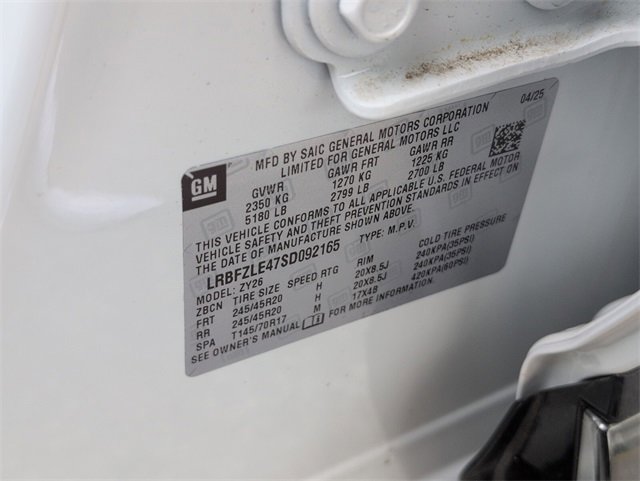 04/25
MFD BY SAIC GENERAL MOTORS CORPORATION
LIMITED FOR GENERAL MOTORS LLC
GM
GVWR GAWR FRT GAWR RR
2350 KG 1270 KG 1225 KG
5180 LB 2799 LB 2700 LB
THIS VEHICLE CONFORMS TO ALL APPLICABLE U.S. FEDERAL MOTOR
VEHICLE SAFETY AND THEFT PREVENTION STANDARDS IN EFFECT ON
THE DATE OF MANUFACTURE SHOWN ABOVE.
LRBFZLE47SD092165 TYPE: M.P.V.
MODEL: ZY26
ZBCN TIRE SIZE SPEED RTG RIM COLD TIRE PRESSURE
FRT 245/45R20 H 20X8.5J 240KPA(35PSI)
RR 245/45R20 H 20X8.5J 240KPA(35PSI)
SPA T145/70R17 M 17X4B 420KPA(60PSI)
SEE OWNER'S MANUAL FOR MORE INFORMATION.